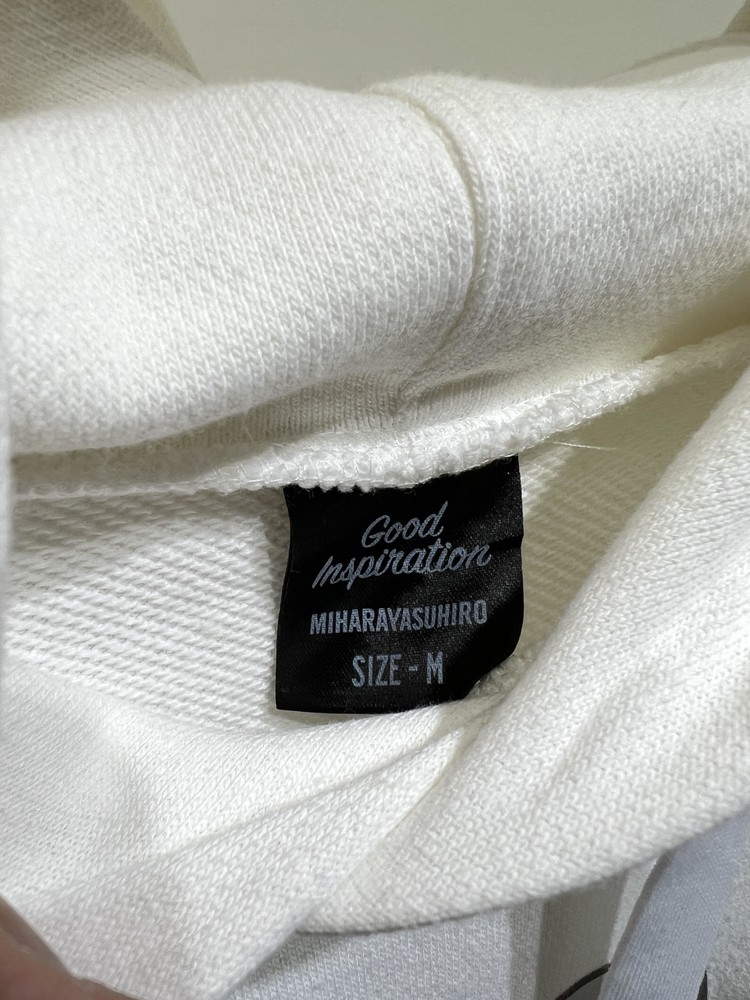 Good
Inspiration
MIHARAYASUHIRO
SIZE - M